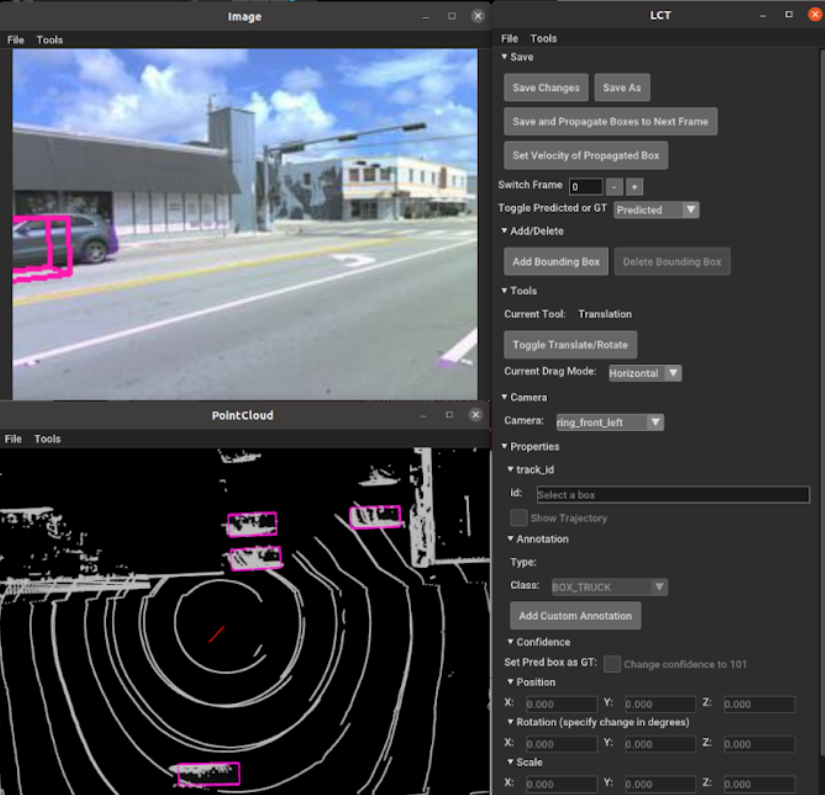 Image
File Tools
LCT
File Tools
Save
Save Changes Save As
Save and Propagate Boxes to Next Frame
Set Velocity of Propagated Box
Switch Frame 0 - +
Toggle Predicted or GT Predicted
Add/Delete
Add Bounding Box Delete Bounding Box
Tools
Current Tool: Translation
Toggle Translate/Rotate
Current Drag Mode: Horizontal
Camera
Camera: ring_front_left
Properties
track_id
id: Select a box
Show Trajectory
Annotation
Type:
Class: BOX_TRUCK
Add Custom Annotation
Confidence
Set Pred box as GT: Change confidence to 101
Position
X: 0.000 Y: 0.000 Z: 0.000
Rotation (specify change in degrees)
X: 0.000 Y: 0.000 Z: 0.000
Scale
X: 0.000 Y: 0.000 Z: 0.000
PointCloud
File Tools